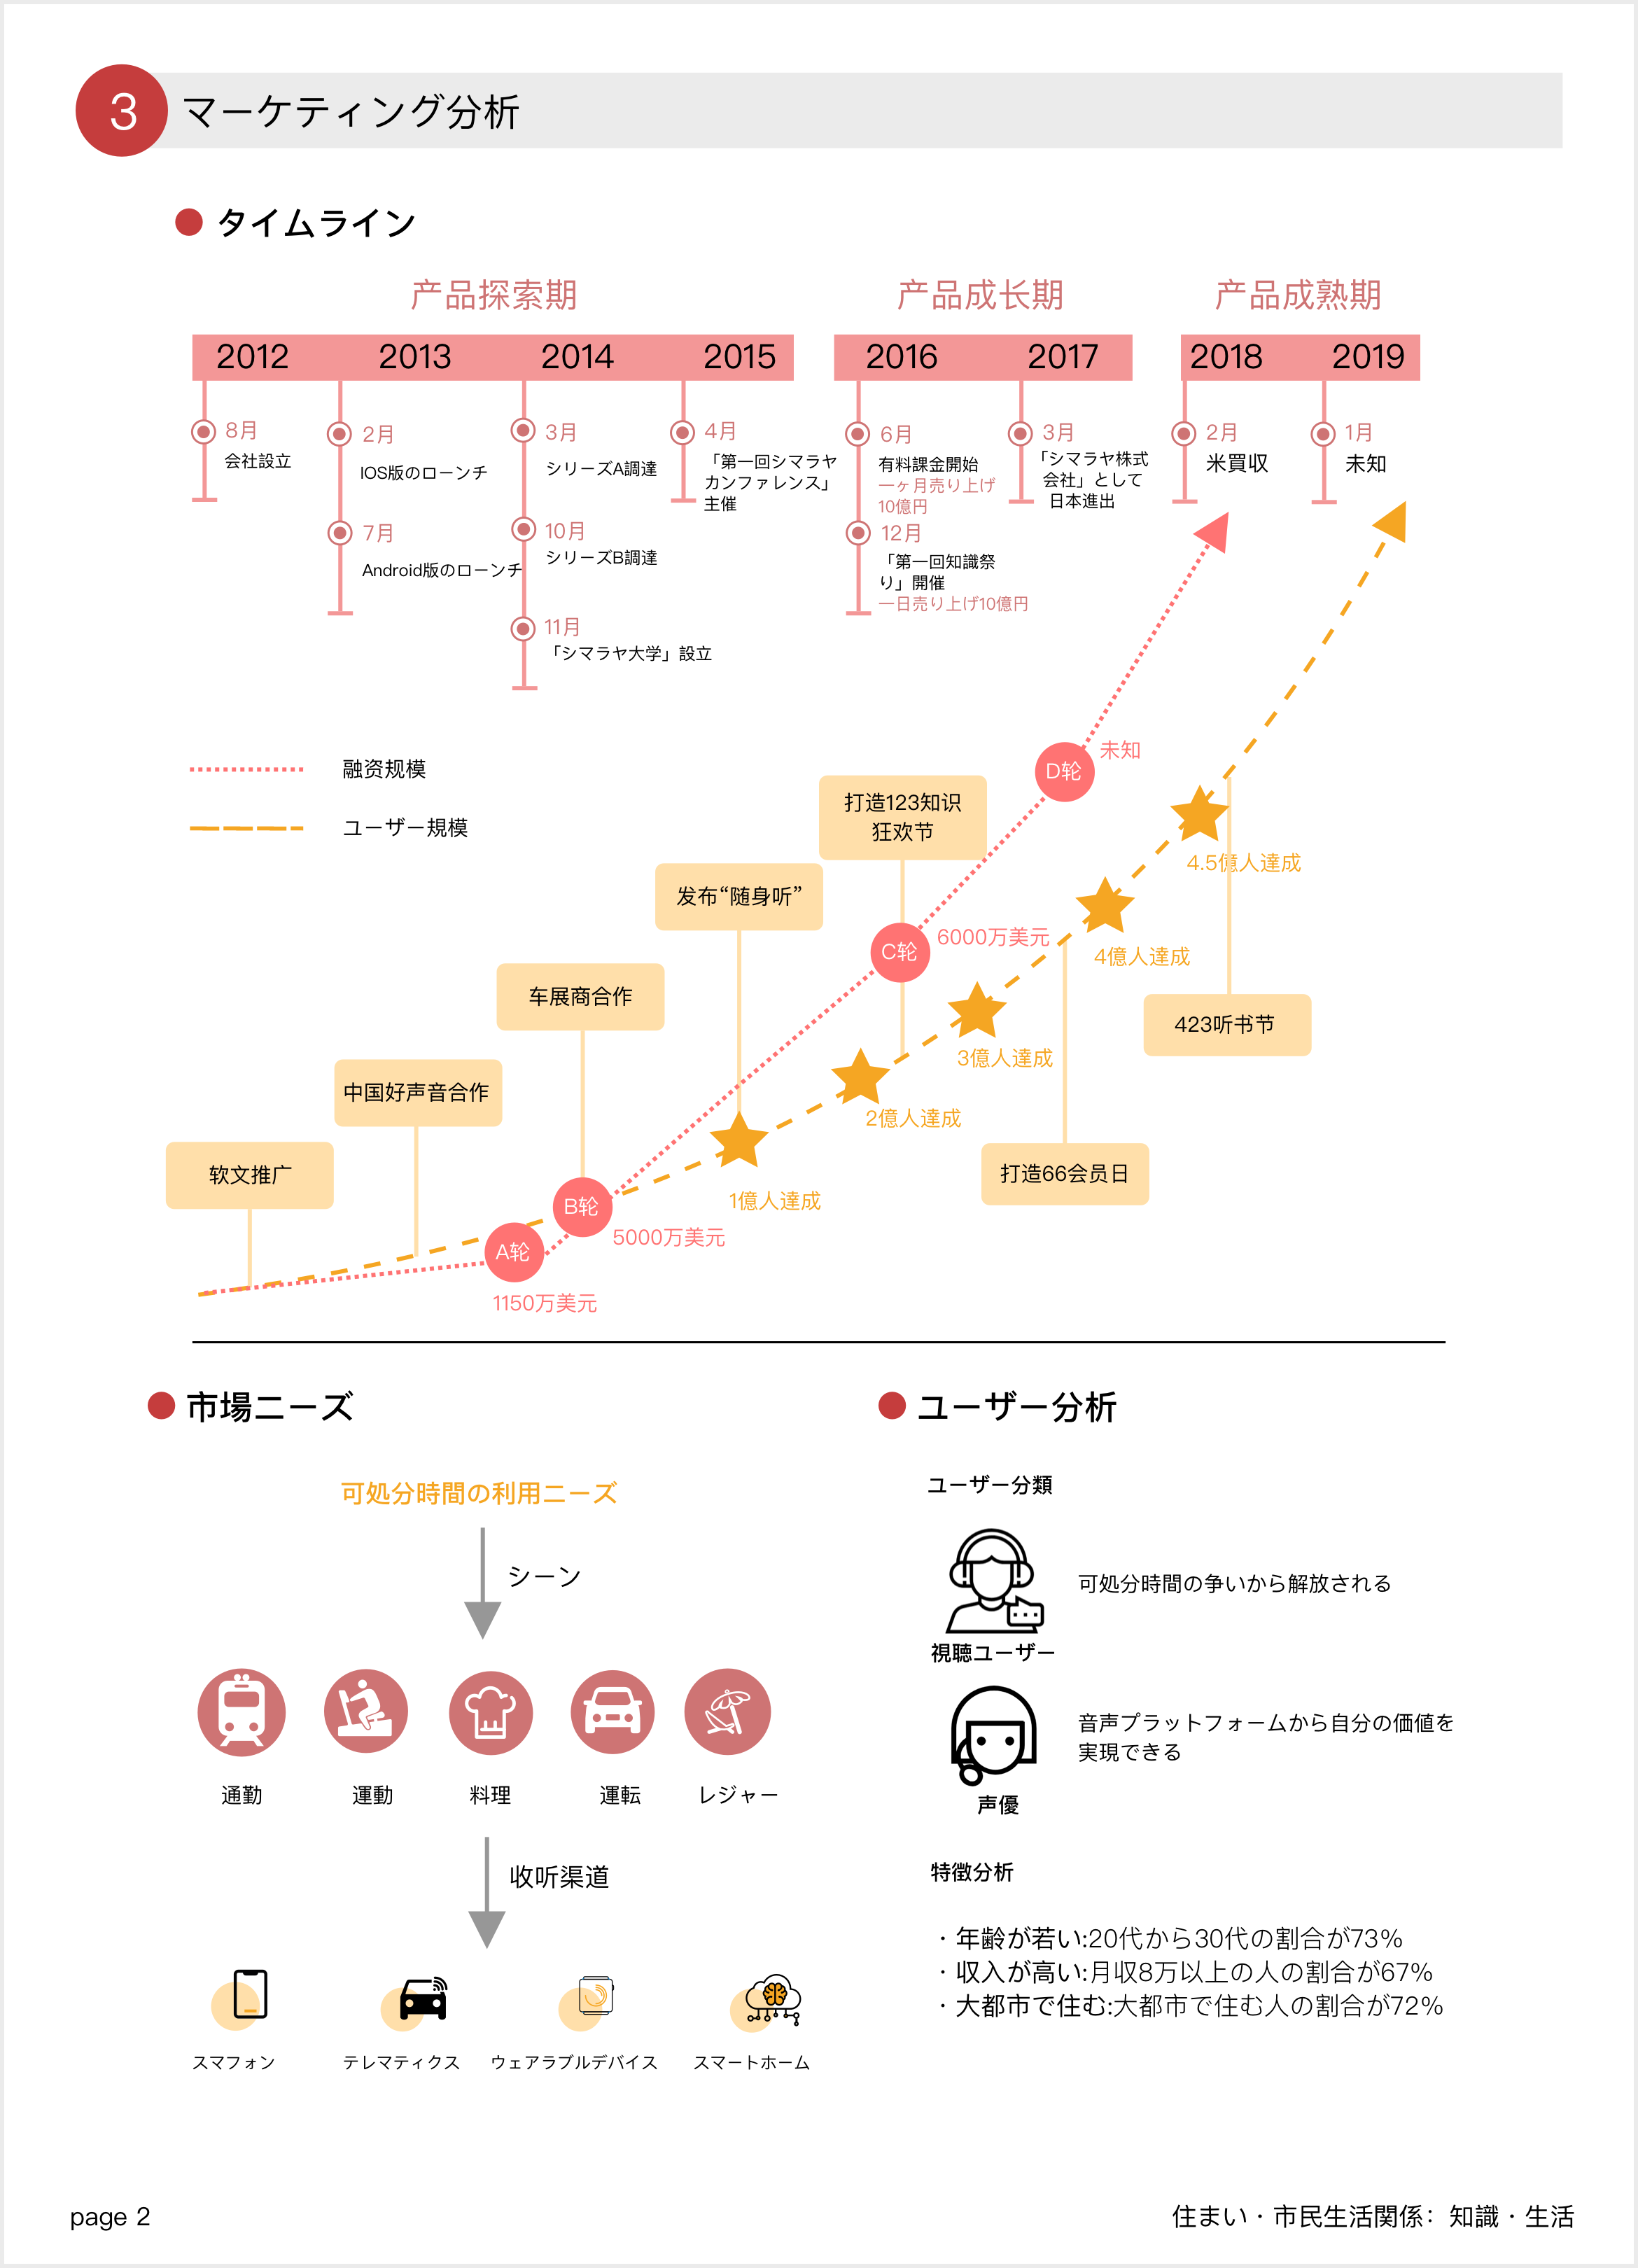 3
マーケティング分析
タイムライン
产品探索期
产品成长期
产品成熟期
2012
2013
2014
2015
2016
2017
2018
2019
8月
会社設立
2月
IOS版のローンチ
7月
Android版のローンチ
3月
シリーズA調達
10月
シリーズB調達
11月
「シマラヤ大学」設立
4月
「第一回シマラヤ
カンファレンス」
主催
6月
有料課金開始
一ヶ月売り上げ
10億円
12月
「第一回知識祭
り」開催
一日売り上げ10億円
3月
「シマラヤ株式
会社」として
日本進出
2月
米買収
1月
未知
融资规模
ユーザー規模
软文推广
中国好声音合作
车展商合作
发布“随身听”
打造123知识
狂欢节
打造66会员日
423听书节
A轮
1150万美元
B轮
5000万美元
C轮
6000万美元
D轮
未知
1億人達成
2億人達成
3億人達成
4億人達成
4.5億人達成
市場ニーズ
可処分時間の利用ニーズ
シーン
通勤
運動
料理
運転
レジャー
收听渠道
スマフォン
テレマティクス
ウェアラブルデバイス
スマートホーム
ユーザー分析
ユーザー分類
可処分時間の争いから解放される
視聴ユーザー
音声プラットフォームから自分の価値を
実現できる
声優
特徴分析
・年齢が若い:20代から30代の割合が73%
・収入が高い:月収8万以上の人の割合が67%
・大都市で住む:大都市で住む人の割合が72%
page 2
住まい・市民生活関係：知識・生活